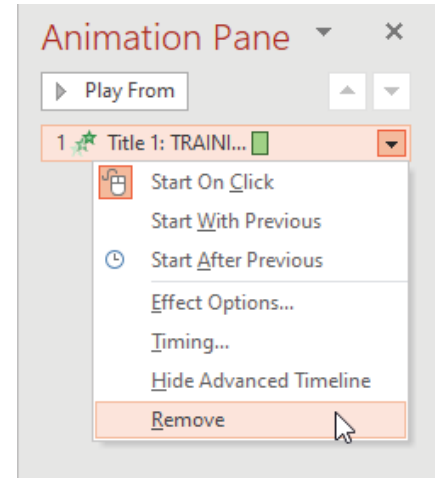 Animation Pane
Play From
1 Title 1: TRAINI...
Start On Click
Start With Previous
Start After Previous
Effect Options...
Timing...
Hide Advanced Timeline
Remove